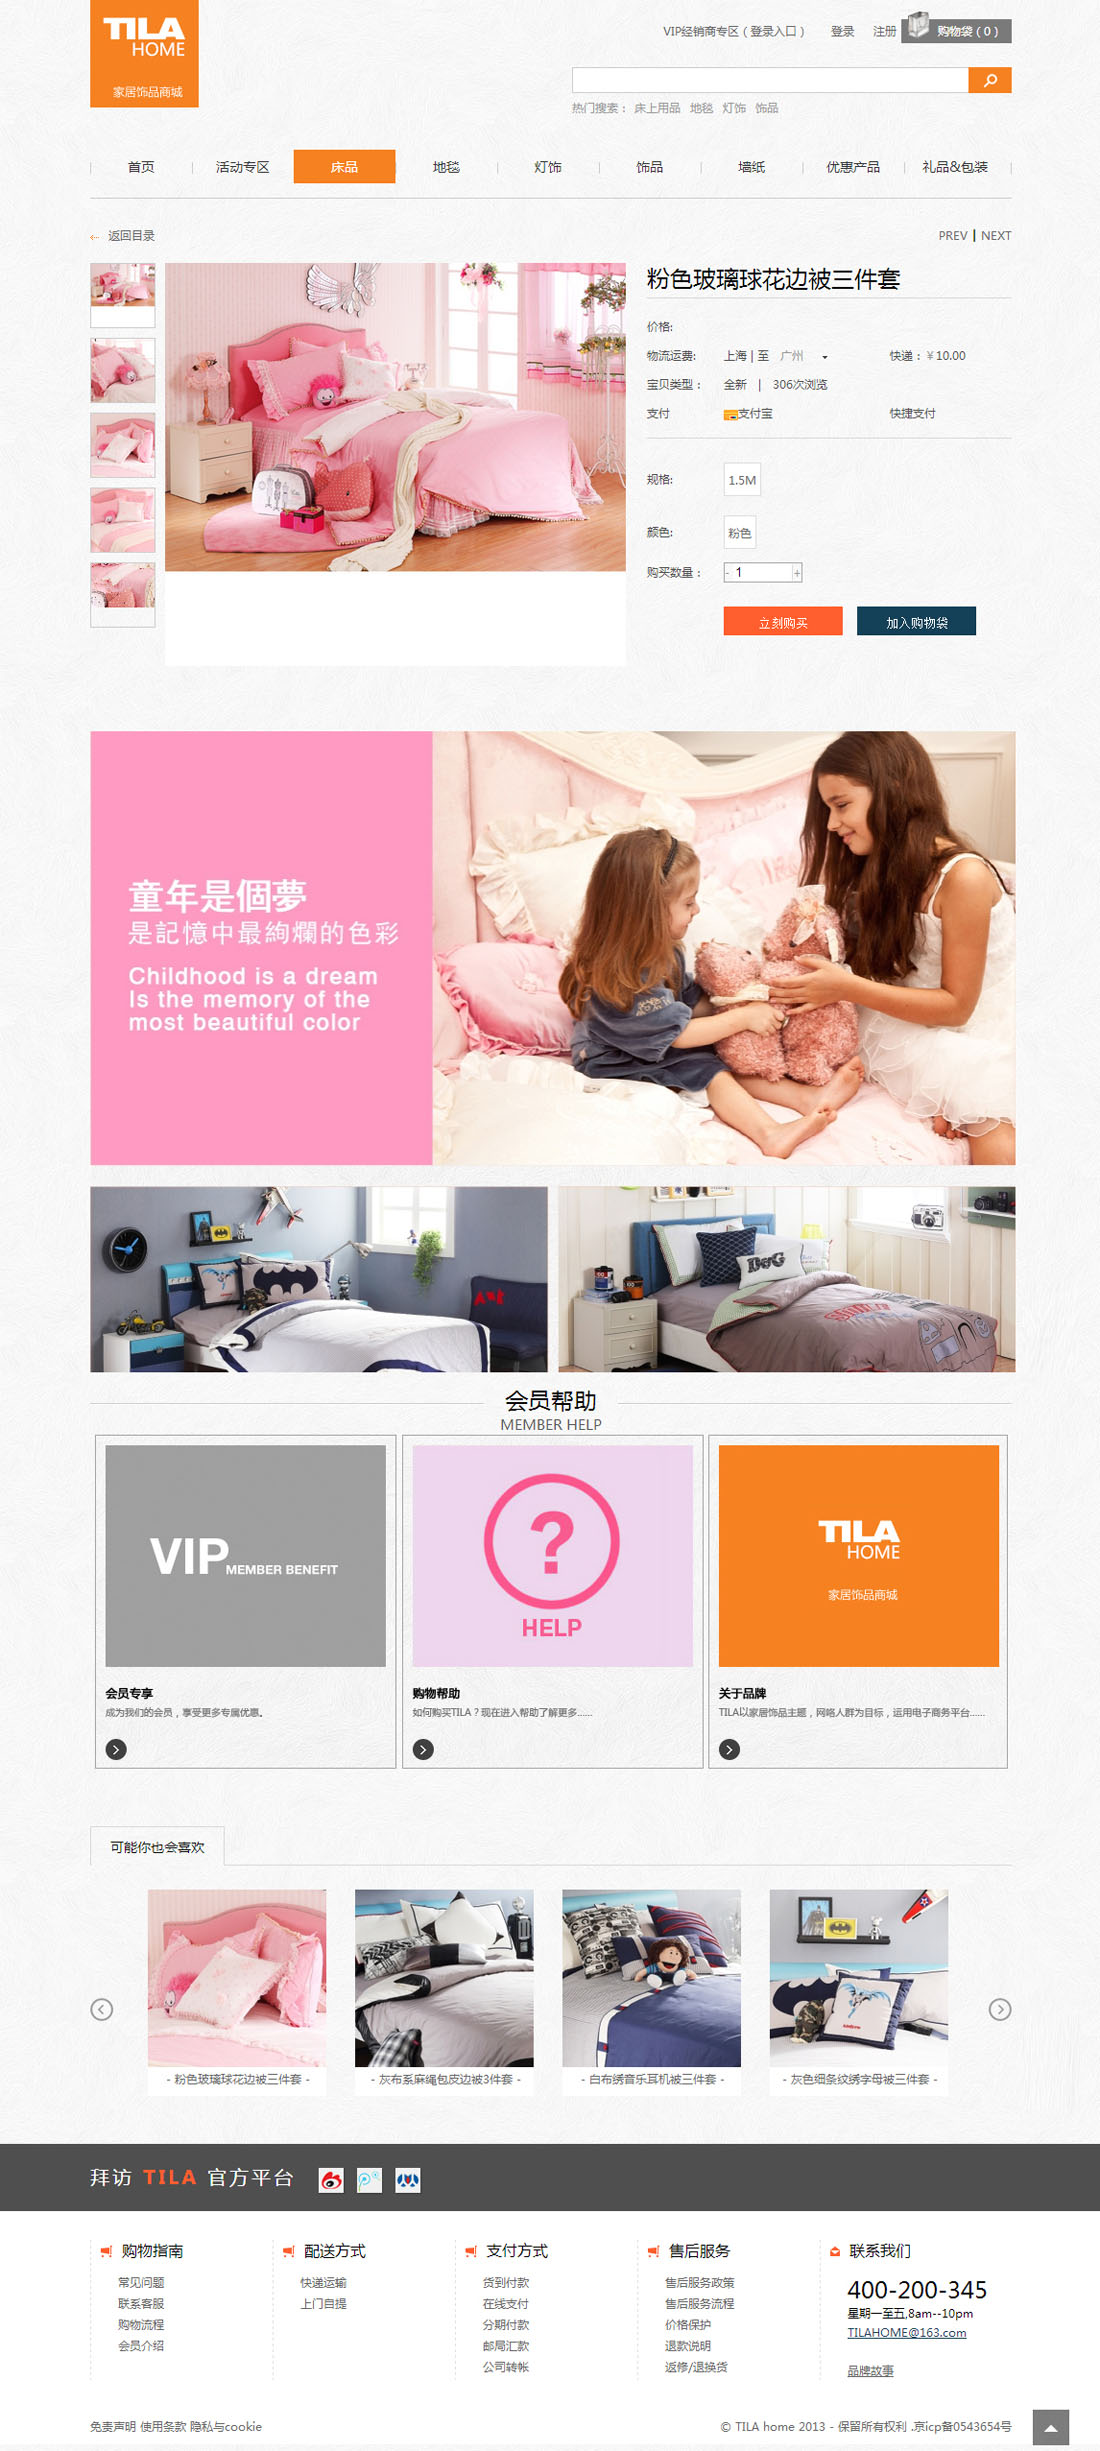 TILA
HOME
家居饰品商城
VIP经销商专区（登录入口）
登录
注册
购物袋（0）
热门搜索： 床上用品 地毯 灯饰 饰品
首页
活动专区
床品
地毯
灯饰
饰品
墙纸
优惠产品
礼品&包装
返回目录
PREV | NEXT
粉色玻璃球花边被三件套
价格:
物流运费: 上海 | 至 广州 快递：¥10.00
宝贝类型： 全新 | 306次浏览
支付 支付宝 快捷支付
规格: 1.5M
颜色: 粉色
购买数量： - 1 +
立刻购买
加入购物袋
童年是個夢
是記憶中最絢爛的色彩
Childhood is a dream
Is the memory of the
most beautiful color
D&G
会员帮助
MEMBER HELP
VIP MEMBER BENEFIT
?
HELP
TILA
HOME
家居饰品商城
会员专享
成为我们的会员，享受更多专属优惠。
购物帮助
如何购买TILA？现在进入帮助了解更多......
关于品牌
TILA以家居饰品主题，网咯人群为目标，运用电子商务平台......
可能你也会喜欢
- 粉色玻璃球花边被三件套 -
- 灰布系麻绳包皮边被3件套 -
- 白布绣音乐耳机被三件套 -
- 灰色细条纹绣字母被三件套 -
拜访 TILA 官方平台
购物指南
常见问题
联系客服
购物流程
会员介绍
配送方式
快递运输
上门自提
支付方式
货到付款
在线支付
分期付款
邮局汇款
公司转帐
售后服务
售后服务政策
售后服务流程
价格保护
退款说明
返修/退换货
联系我们
400-200-345
星期一至五,8am--10pm
TILAHOME@163.com
品牌故事
免责声明 使用条款 隐私与cookie
© TILA home 2013 - 保留所有权利 .京icp备0543654号